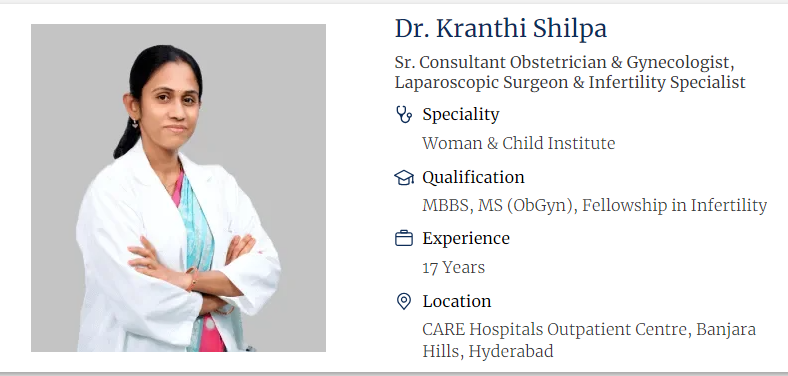 Dr. Kranthi Shilpa
Sr. Consultant Obstetrician & Gynecologist,
Laparoscopic Surgeon & Infertility Specialist
Speciality
Woman & Child Institute
Qualification
MBBS, MS (ObGyn), Fellowship in Infertility
Experience
17 Years
Location
CARE Hospitals Outpatient Centre, Banjara
Hills, Hyderabad